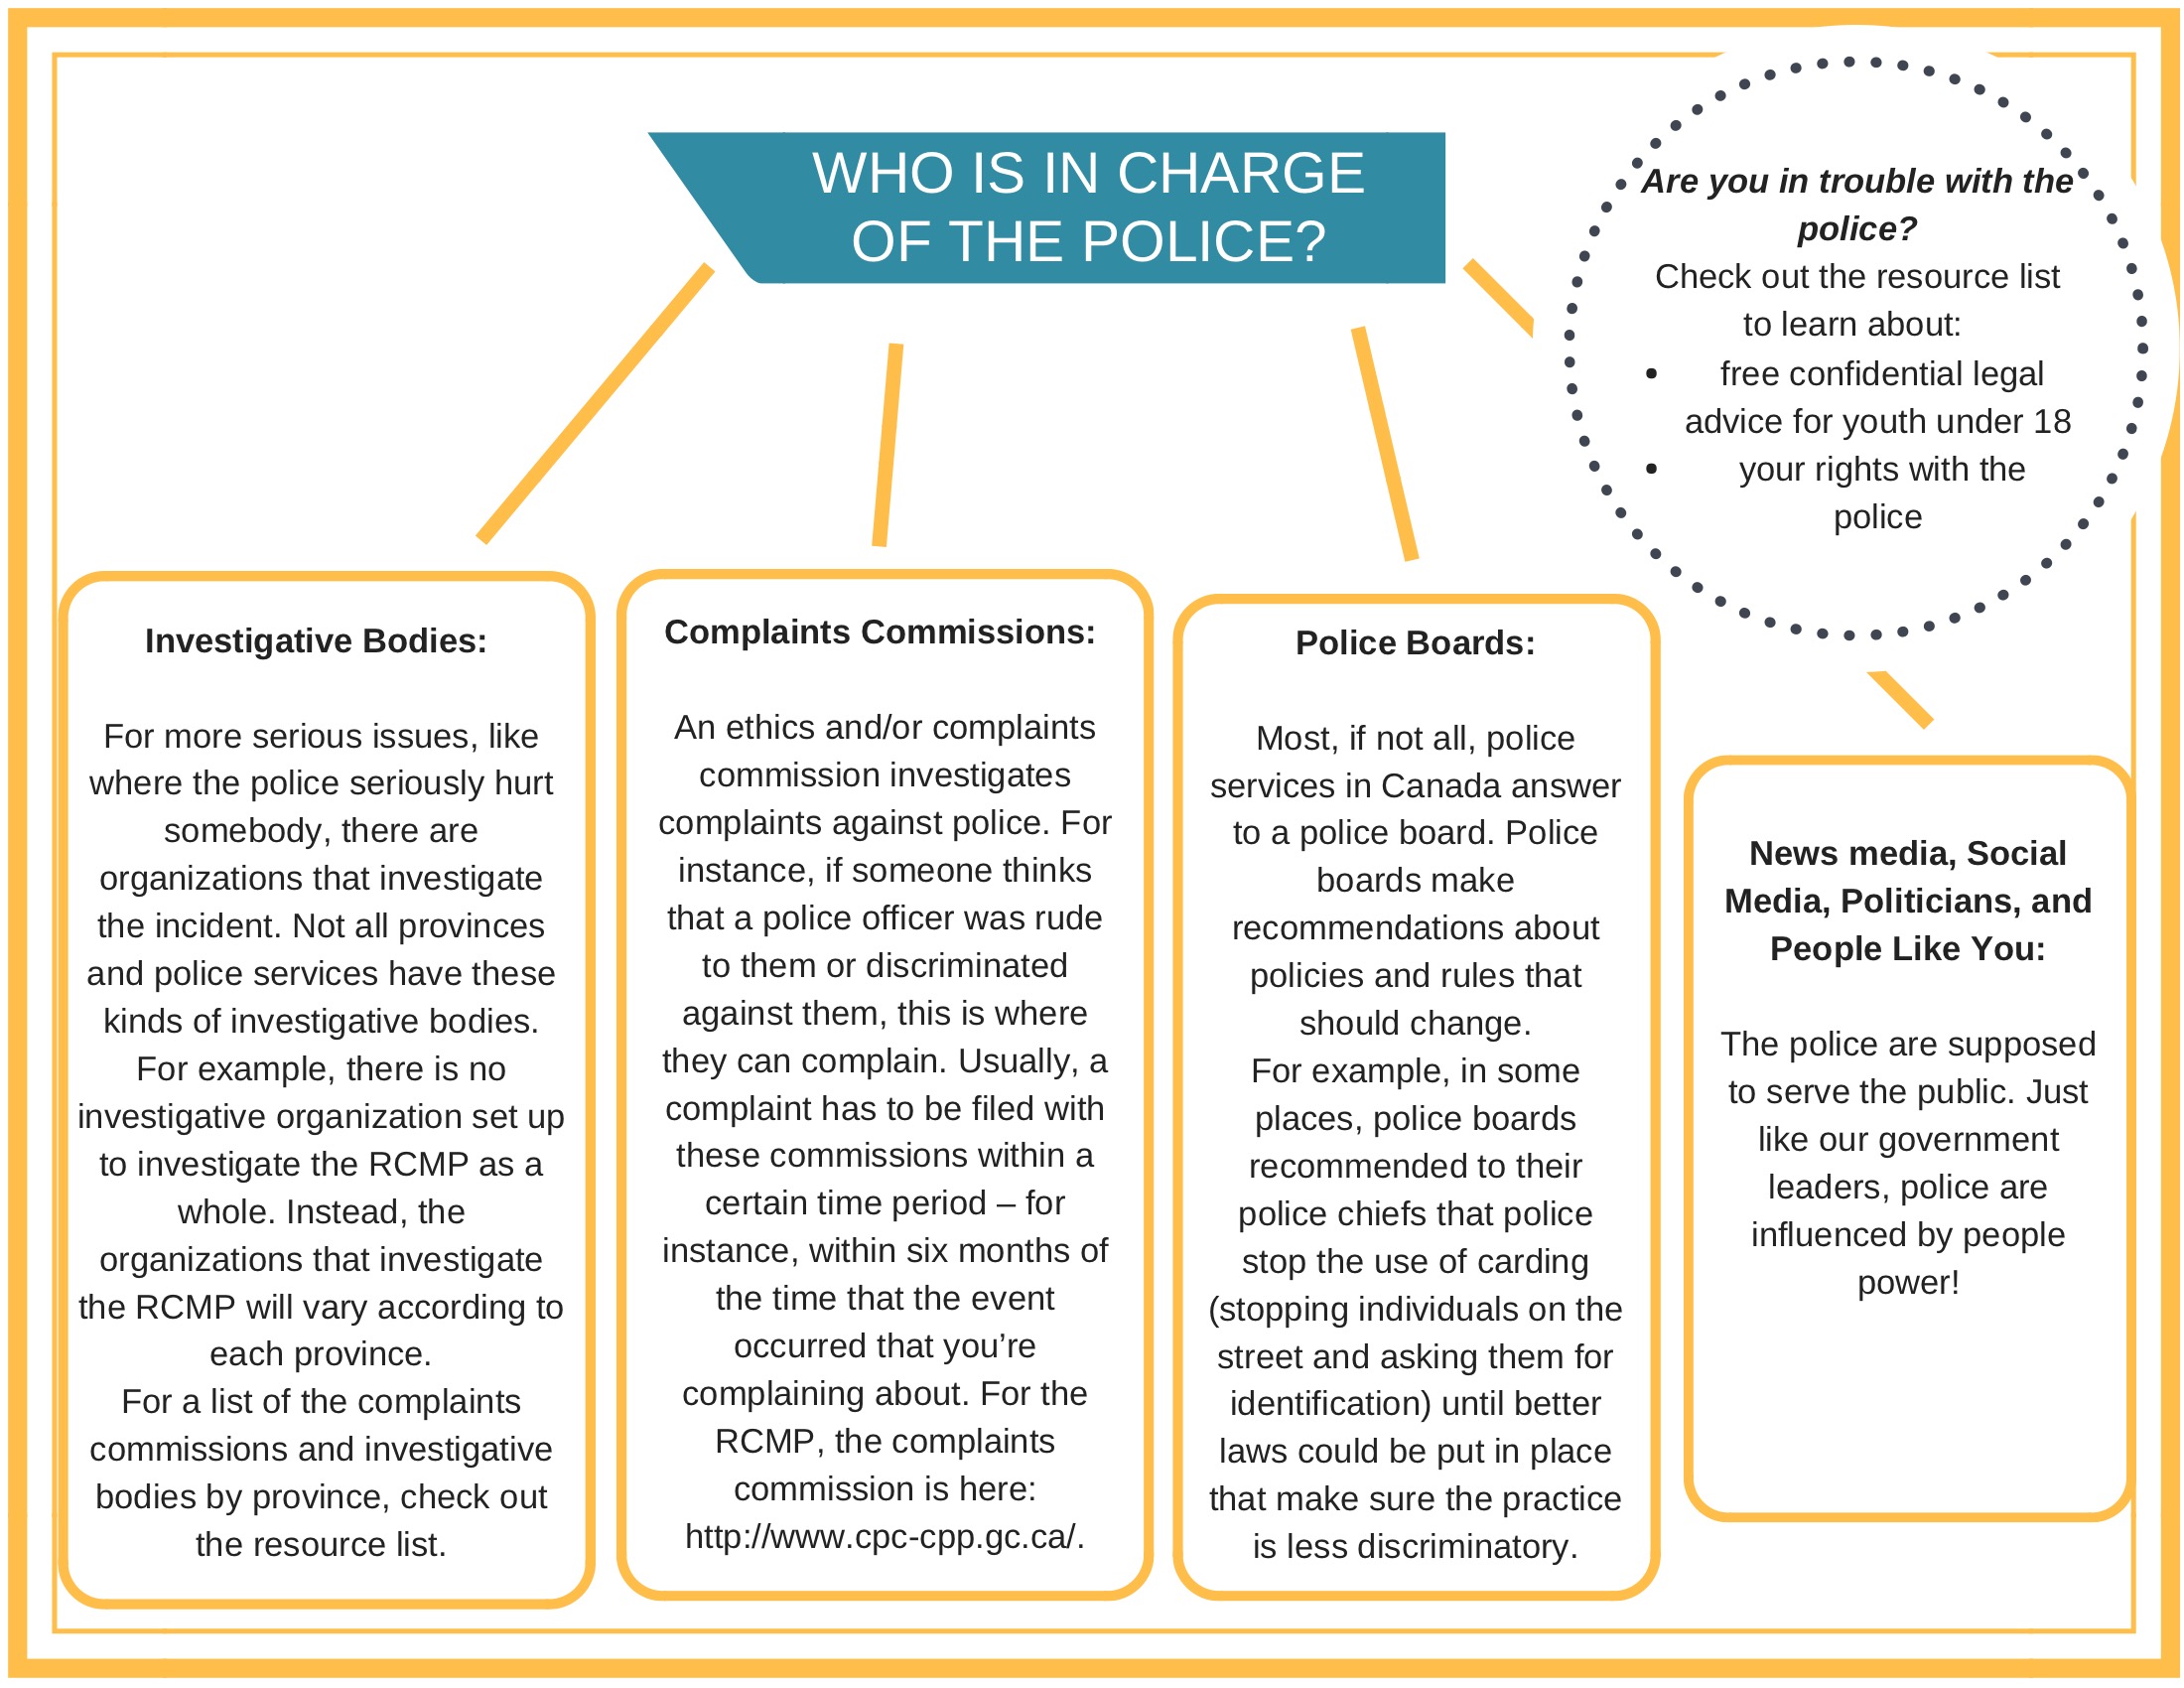 WHO IS IN CHARGE
OF THE POLICE?
Are you in trouble with the
police?
Check out the resource list
to learn about:
• free confidential legal
advice for youth under 18
• your rights with the
police
Investigative Bodies:
For more serious issues, like
where the police seriously hurt
somebody, there are
organizations that investigate
the incident. Not all provinces
and police services have these
kinds of investigative bodies.
For example, there is no
investigative organization set up
to investigate the RCMP as a
whole. Instead, the
organizations that investigate
the RCMP will vary according to
each province.
For a list of the complaints
commissions and investigative
bodies by province, check out
the resource list.
Complaints Commissions:
An ethics and/or complaints
commission investigates
complaints against police. For
instance, if someone thinks
that a police officer was rude
to them or discriminated
against them, this is where
they can complain. Usually, a
complaint has to be filed with
these commissions within a
certain time period – for
instance, within six months of
the time that the event
occurred that you’re
complaining about. For the
RCMP, the complaints
commission is here:
http://www.cpc-cpp.gc.ca/.
Police Boards:
Most, if not all, police
services in Canada answer
to a police board. Police
boards make
recommendations about
policies and rules that
should change.
For example, in some
places, police boards
recommended to their
police chiefs that police
stop the use of carding
(stopping individuals on the
street and asking them for
identification) until better
laws could be put in place
that make sure the practice
is less discriminatory.
News media, Social
Media, Politicians, and
People Like You:
The police are supposed
to serve the public. Just
like our government
leaders, police are
influenced by people
power!